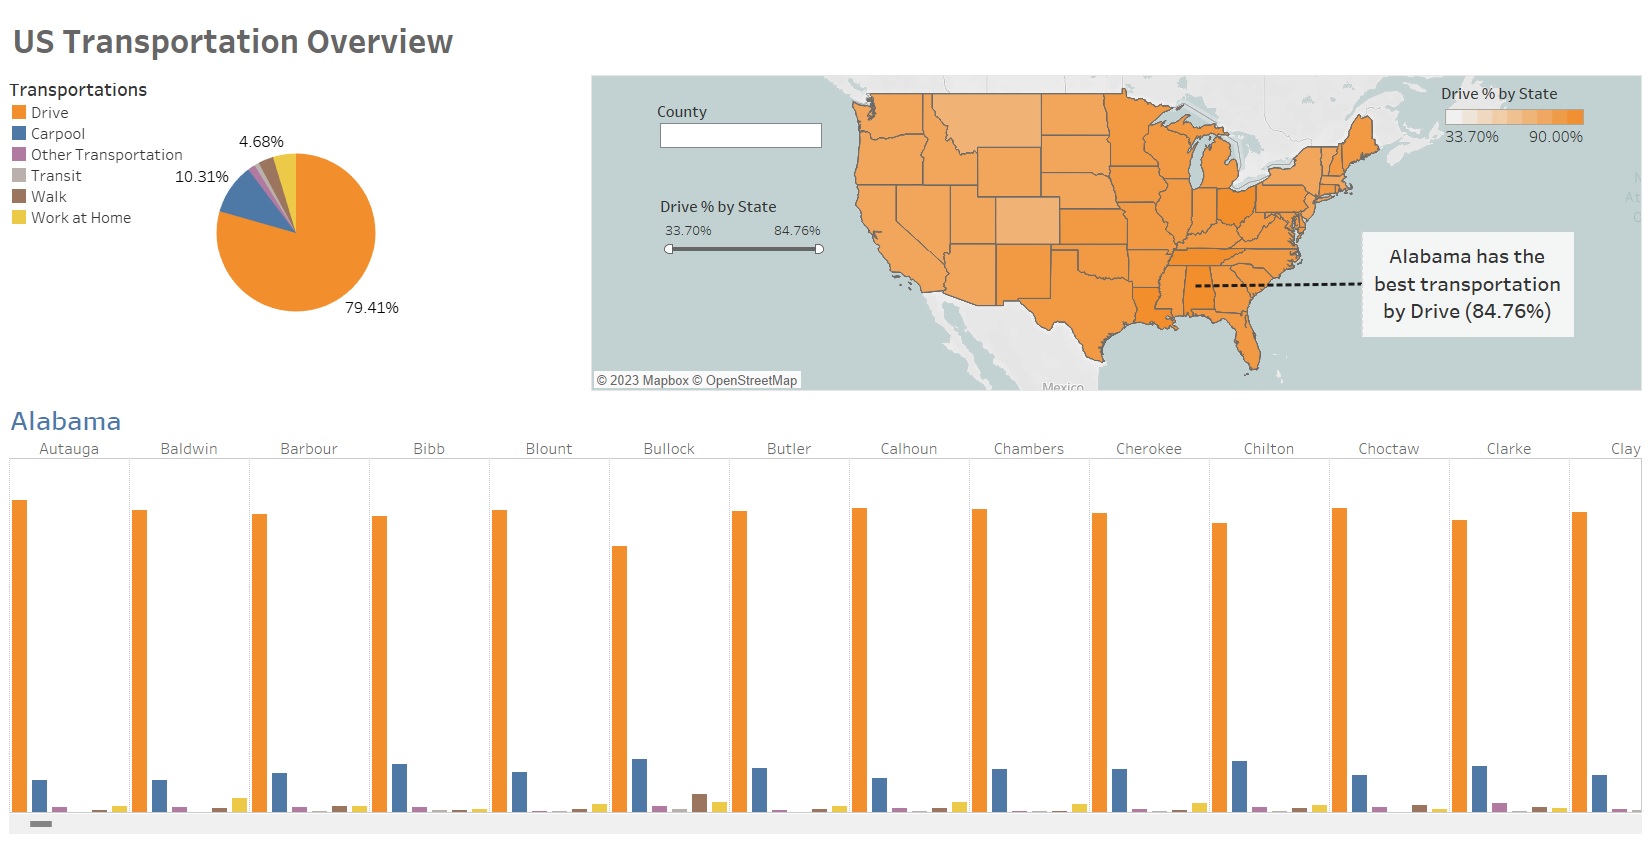 US Transportation Overview
Transportations
Drive
Carpool
Other Transportation
Transit
Walk
Work at Home
4.68%
10.31%
79.41%
County
Drive % by State
33.70% 84.76%
Drive % by State
33.70% 90.00%
Alabama has the
best transportation
by Drive (84.76%)
© 2023 Mapbox © OpenStreetMap
Mexico
Alabama
Autauga Baldwin Barbour Bibb Blount Bullock Butler Calhoun Chambers Cherokee Chilton Choctaw Clarke Clay